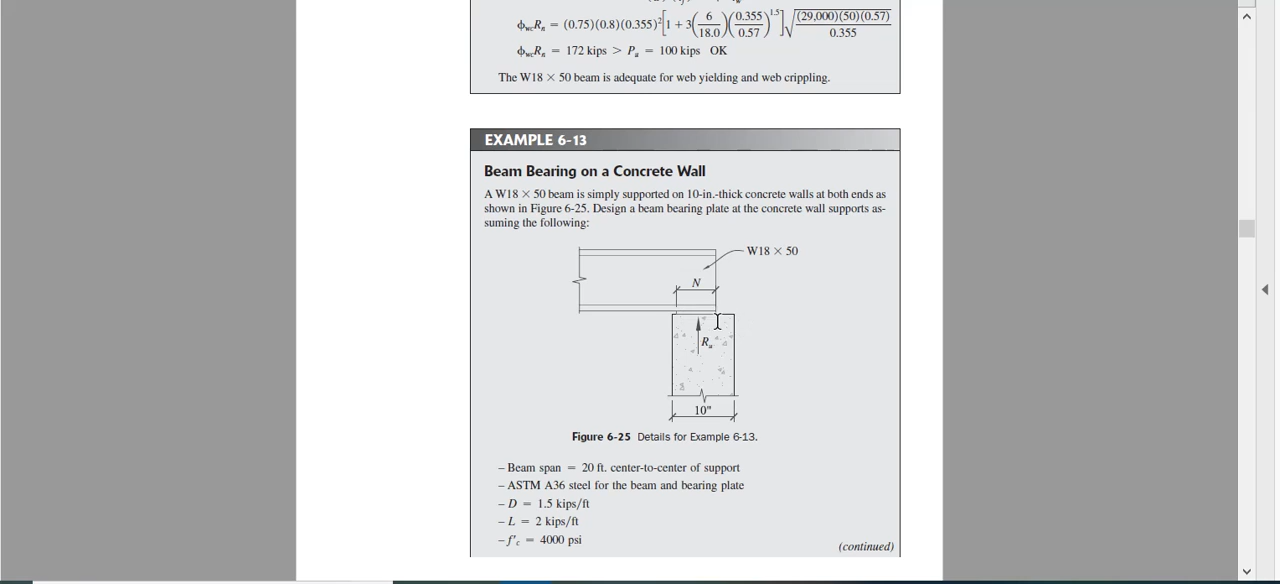 ϕwcRn = (0.75)(0.8)(0.355)²[1 + 3(6/18.0)(0.355/0.57)^1.5]√((29,000)(50)(0.57)/0.355)
ϕwcRn = 172 kips > Pu = 100 kips OK
The W18 × 50 beam is adequate for web yielding and web crippling.
EXAMPLE 6-13
Beam Bearing on a Concrete Wall
A W18 × 50 beam is simply supported on 10-in.-thick concrete walls at both ends as
shown in Figure 6-25. Design a beam bearing plate at the concrete wall supports as-
suming the following:
W18 × 50
N
Ru
10"
Figure 6-25 Details for Example 6-13.
– Beam span = 20 ft. center-to-center of support
– ASTM A36 steel for the beam and bearing plate
– D = 1.5 kips/ft
– L = 2 kips/ft
– f'c = 4000 psi
(continued)